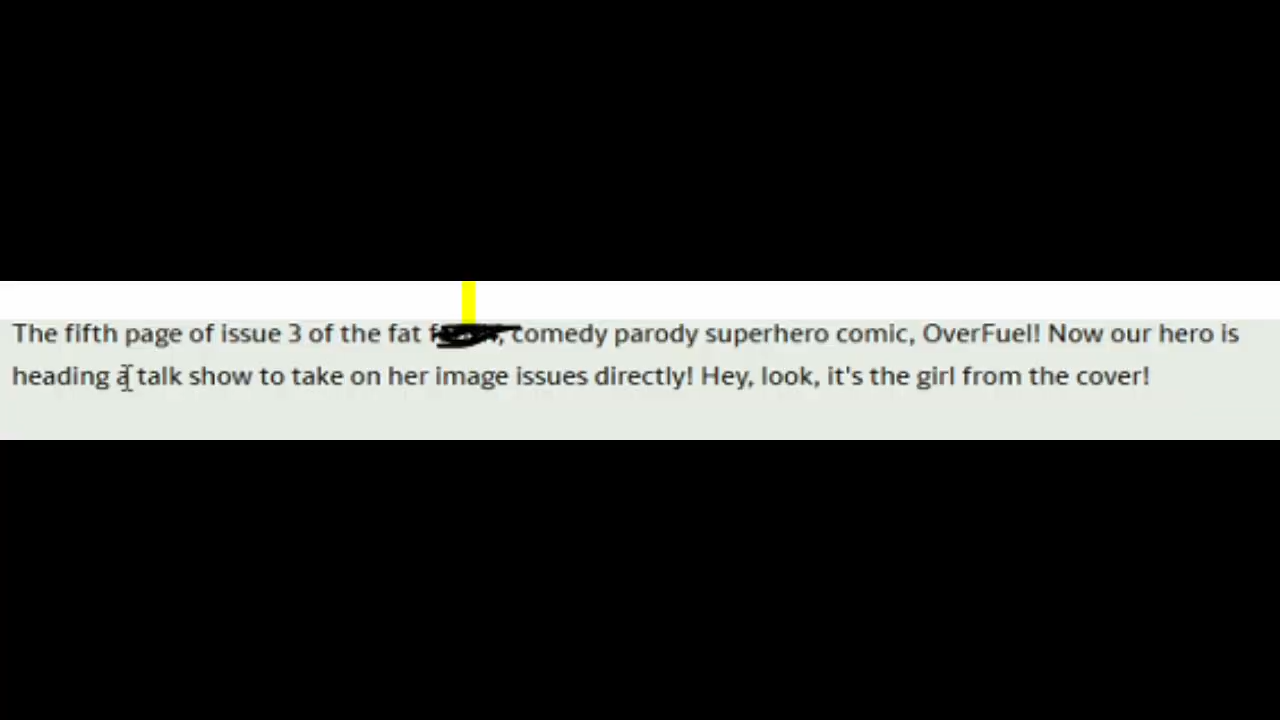 The fifth page of issue 3 of the fat comedy parody superhero comic, OverFuel! Now our hero is
heading a talk show to take on her image issues directly! Hey, look, it's the girl from the cover!